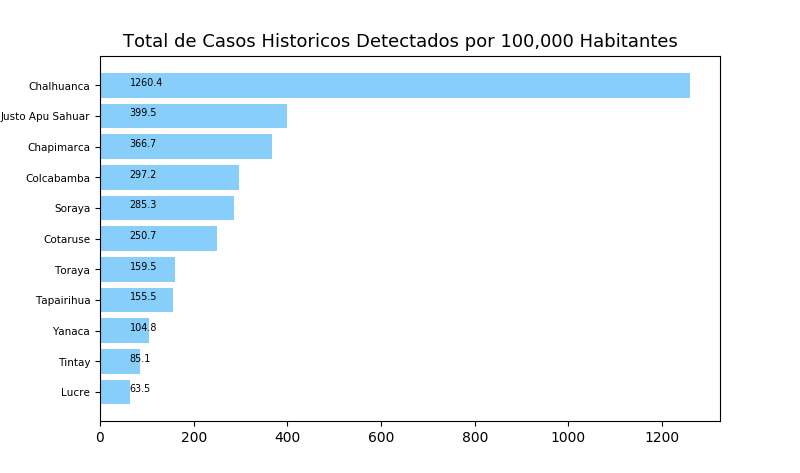 Total de Casos Historicos Detectados por 100,000 Habitantes
Chalhuanca 1260.4
Justo Apu Sahuar 399.5
Chapimarca 366.7
Colcabamba 297.2
Soraya 285.3
Cotaruse 250.7
Toraya 159.5
Tapairihua 155.5
Yanaca 104.8
Tintay 85.1
Lucre 63.5
0 200 400 600 800 1000 1200